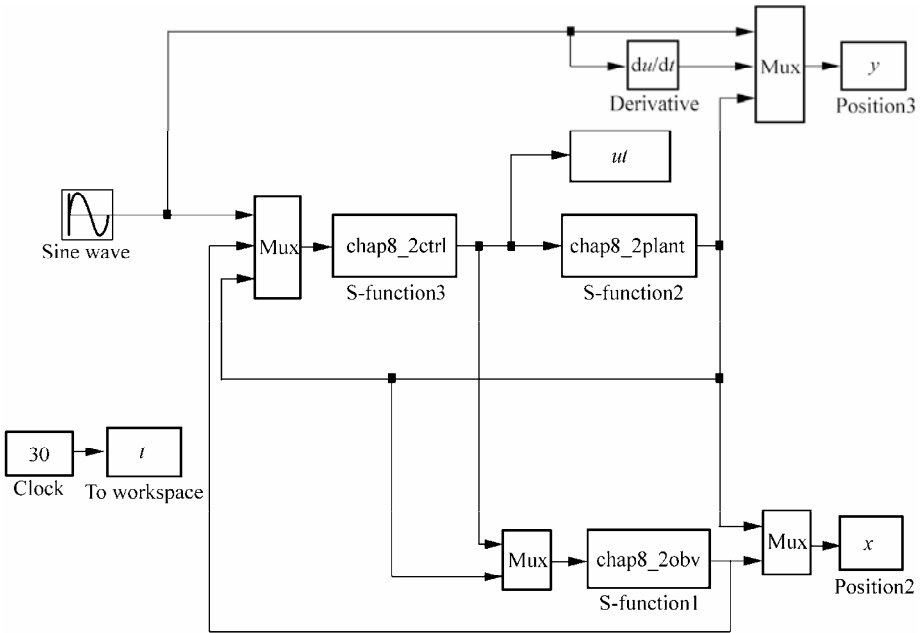 du/dt
Mux
y
Derivative
Position3
ut
Sine wave
Mux
chap8_2ctrl
chap8_2plant
S-function3
S-function2
30
t
Clock
To workspace
Mux
chap8_2obv
Mux
x
S-function1
Position2